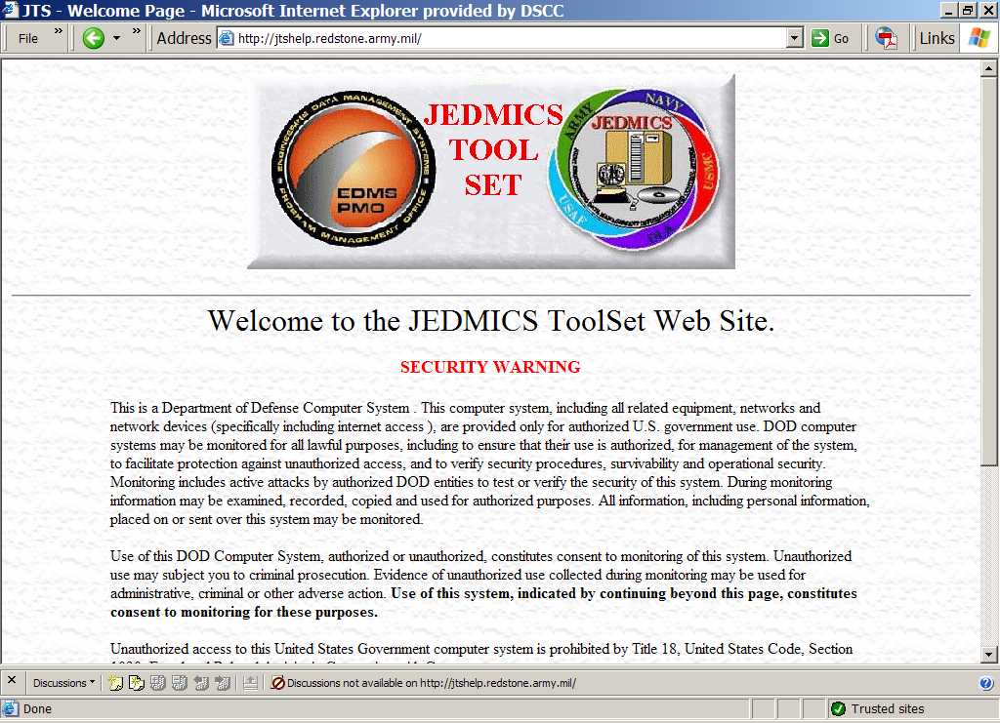 JTS - Welcome Page - Microsoft Internet Explorer provided by DSCC
File » » Address http://jtshelp.redstone.army.mil/ Go Links
ENGINEERING DATA MANAGEMENT SYSTEMS
EDMS
PMO
PROGRAM MANAGEMENT OFFICE
JEDMICS
TOOL
SET
ARMY
NAVY
USMC
DLA
USAF
JEDMICS
Welcome to the JEDMICS ToolSet Web Site.
SECURITY WARNING
This is a Department of Defense Computer System . This computer system, including all related equipment, networks and
network devices (specifically including internet access ), are provided only for authorized U.S. government use. DOD computer
systems may be monitored for all lawful purposes, including to ensure that their use is authorized, for management of the system,
to facilitate protection against unauthorized access, and to verify security procedures, survivability and operational security.
Monitoring includes active attacks by authorized DOD entities to test or verify the security of this system. During monitoring
information may be examined, recorded, copied and used for authorized purposes. All information, including personal information,
placed on or sent over this system may be monitored.
Use of this DOD Computer System, authorized or unauthorized, constitutes consent to monitoring of this system. Unauthorized
use may subject you to criminal prosecution. Evidence of unauthorized use collected during monitoring may be used for
administrative, criminal or other adverse action. Use of this system, indicated by continuing beyond this page, constitutes
consent to monitoring for these purposes.
Unauthorized access to this United States Government computer system is prohibited by Title 18, United States Code, Section
Discussions Discussions not available on http://jtshelp.redstone.army.mil/
Done Trusted sites